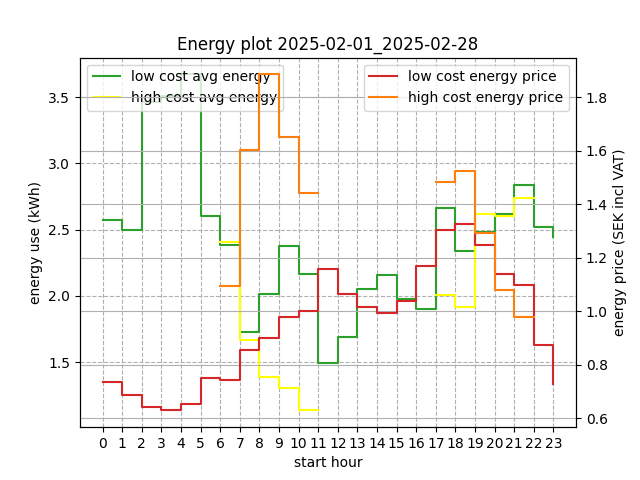 Energy plot 2025-02-01_2025-02-28
low cost avg energy
high cost avg energy
low cost energy price
high cost energy price
energy use (kWh)
3.5
3.0
2.5
2.0
1.5
1.8
1.6
1.4
1.2
1.0
0.8
0.6
energy price (SEK incl VAT)
0 1 2 3 4 5 6 7 8 9 10 11 12 13 14 15 16 17 18 19 20 21 22 23
start hour